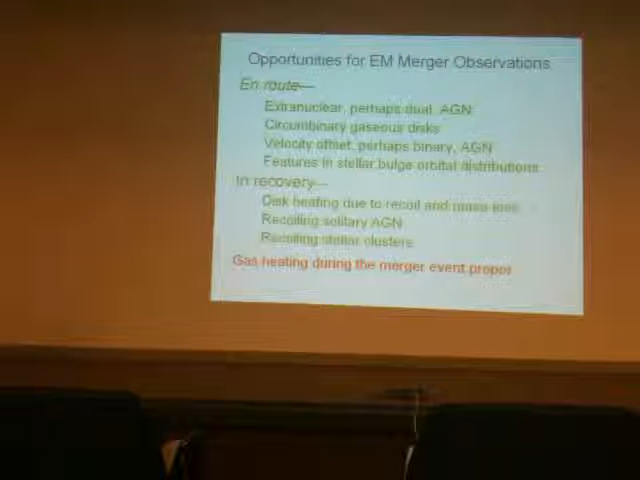 Opportunities for EM Merger Observations
En route—
Extranuclear, perhaps dual, AGN
Circumbinary gaseous disks
Velocity offset, perhaps binary, AGN
Features in stellar bulge orbital distributions
In recovery—
Disk heating due to recoil and mass loss
Recoiling solitary AGN
Recoiling stellar clusters
Gas heating during the merger event proper